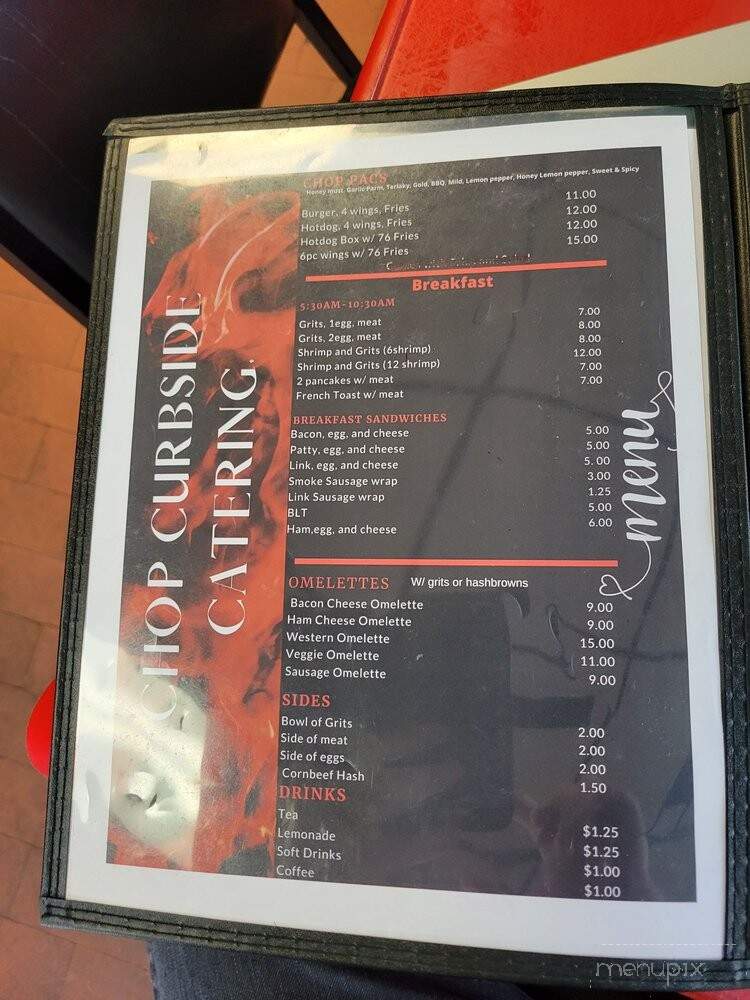 CHOP CURBSIDE
CATERING.
CHOP PACS
Honey must, Garlic Parm, Teriaky, Gold, BBQ, Mild, Lemon pepper, Honey Lemon pepper, Sweet & Spicy
Burger, 4 wings, Fries 11.00
Hotdog, 4 wings, Fries 12.00
Hotdog Box w/ 76 Fries 12.00
6pc wings w/ 76 Fries 15.00
Breakfast
5:30AM-10:30AM
Grits, 1egg, meat 7.00
Grits, 2egg, meat 8.00
Shrimp and Grits (6shrimp) 8.00
Shrimp and Grits (12 shrimp) 12.00
2 pancakes w/ meat 7.00
French Toast w/ meat 7.00
BREAKFAST SANDWICHES
Bacon, egg, and cheese 5.00
Patty, egg, and cheese 5.00
Link, egg, and cheese 5. 00
Smoke Sausage wrap 3.00
Link Sausage wrap 1.25
BLT 5.00
Ham,egg, and cheese 6.00
menu
OMELETTES W/ grits or hashbrowns
Bacon Cheese Omelette 9.00
Ham Cheese Omelette 9.00
Western Omelette 15.00
Veggie Omelette 11.00
Sausage Omelette 9.00
SIDES
Bowl of Grits 2.00
Side of meat 2.00
Side of eggs 2.00
Cornbeef Hash 1.50
DRINKS
Tea $1.25
Lemonade $1.25
Soft Drinks $1.00
Coffee $1.00
menupix